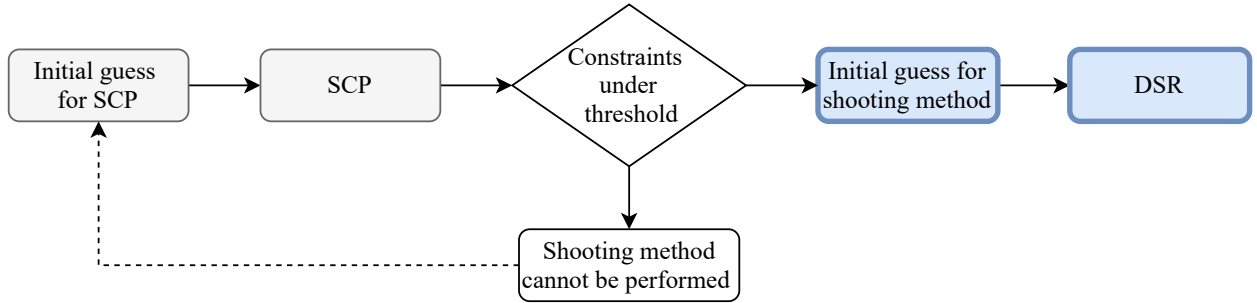 Initial guess
for SCP
SCP
Constraints
under
threshold
Initial guess for
shooting method
DSR
Shooting method
cannot be performed